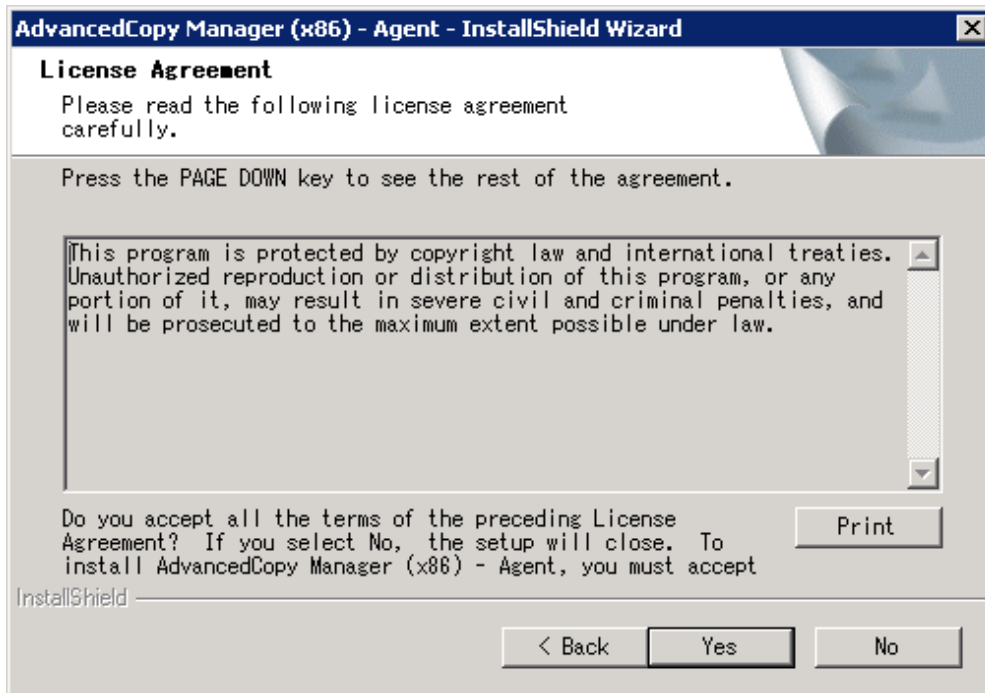 AdvancedCopy Manager (x86) - Agent - InstallShield Wizard
License Agreement
Please read the following license agreement
carefully.
Press the PAGE DOWN key to see the rest of the agreement.
This program is protected by copyright law and international treaties.
Unauthorized reproduction or distribution of this program, or any
portion of it, may result in severe civil and criminal penalties, and
will be prosecuted to the maximum extent possible under law.
Do you accept all the terms of the preceding License
Agreement?  If you select No,  the setup will close.  To
install AdvancedCopy Manager (x86) - Agent, you must accept
Print
InstallShield
< Back
Yes
No